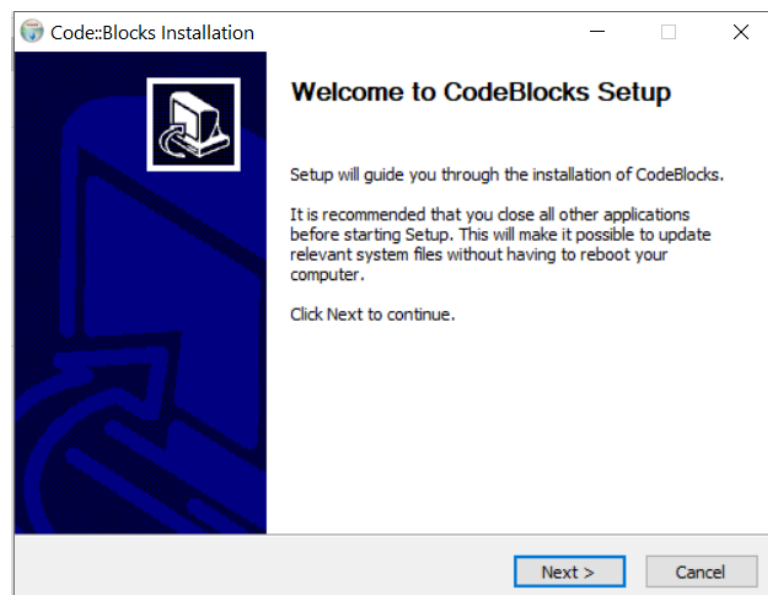 Code::Blocks Installation
Welcome to CodeBlocks Setup
Setup will guide you through the installation of CodeBlocks.
It is recommended that you close all other applications
before starting Setup. This will make it possible to update
relevant system files without having to reboot your
computer.
Click Next to continue.
Next >
Cancel